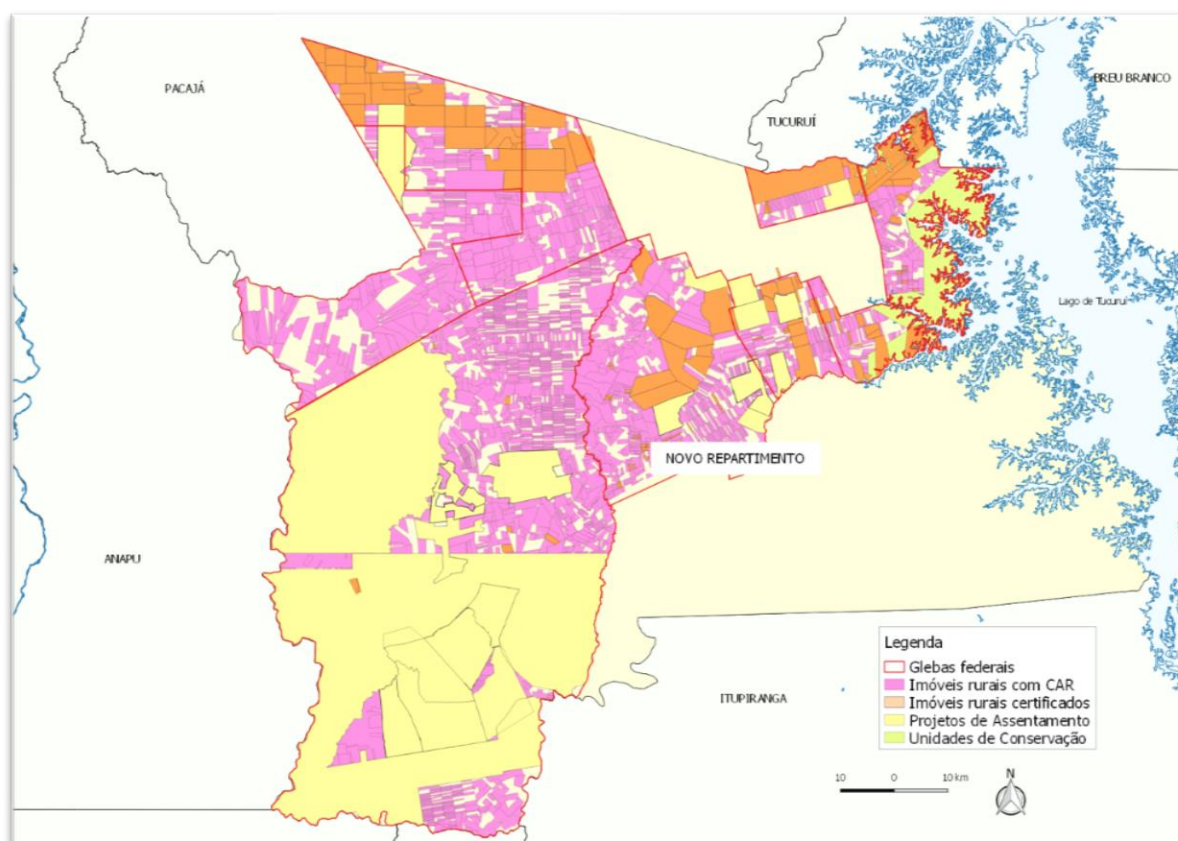 PACAJÁ
BREU BRANCO
TUCURUÍ
Lago de Tucuruí
NOVO REPARTIMENTO
ANAPU
ITUPIRANGA
Legenda
Glebas federais
Imóveis rurais com CAR
Imóveis rurais certificados
Projetos de Assentamento
Unidades de Conservação
10 0 10 km
N